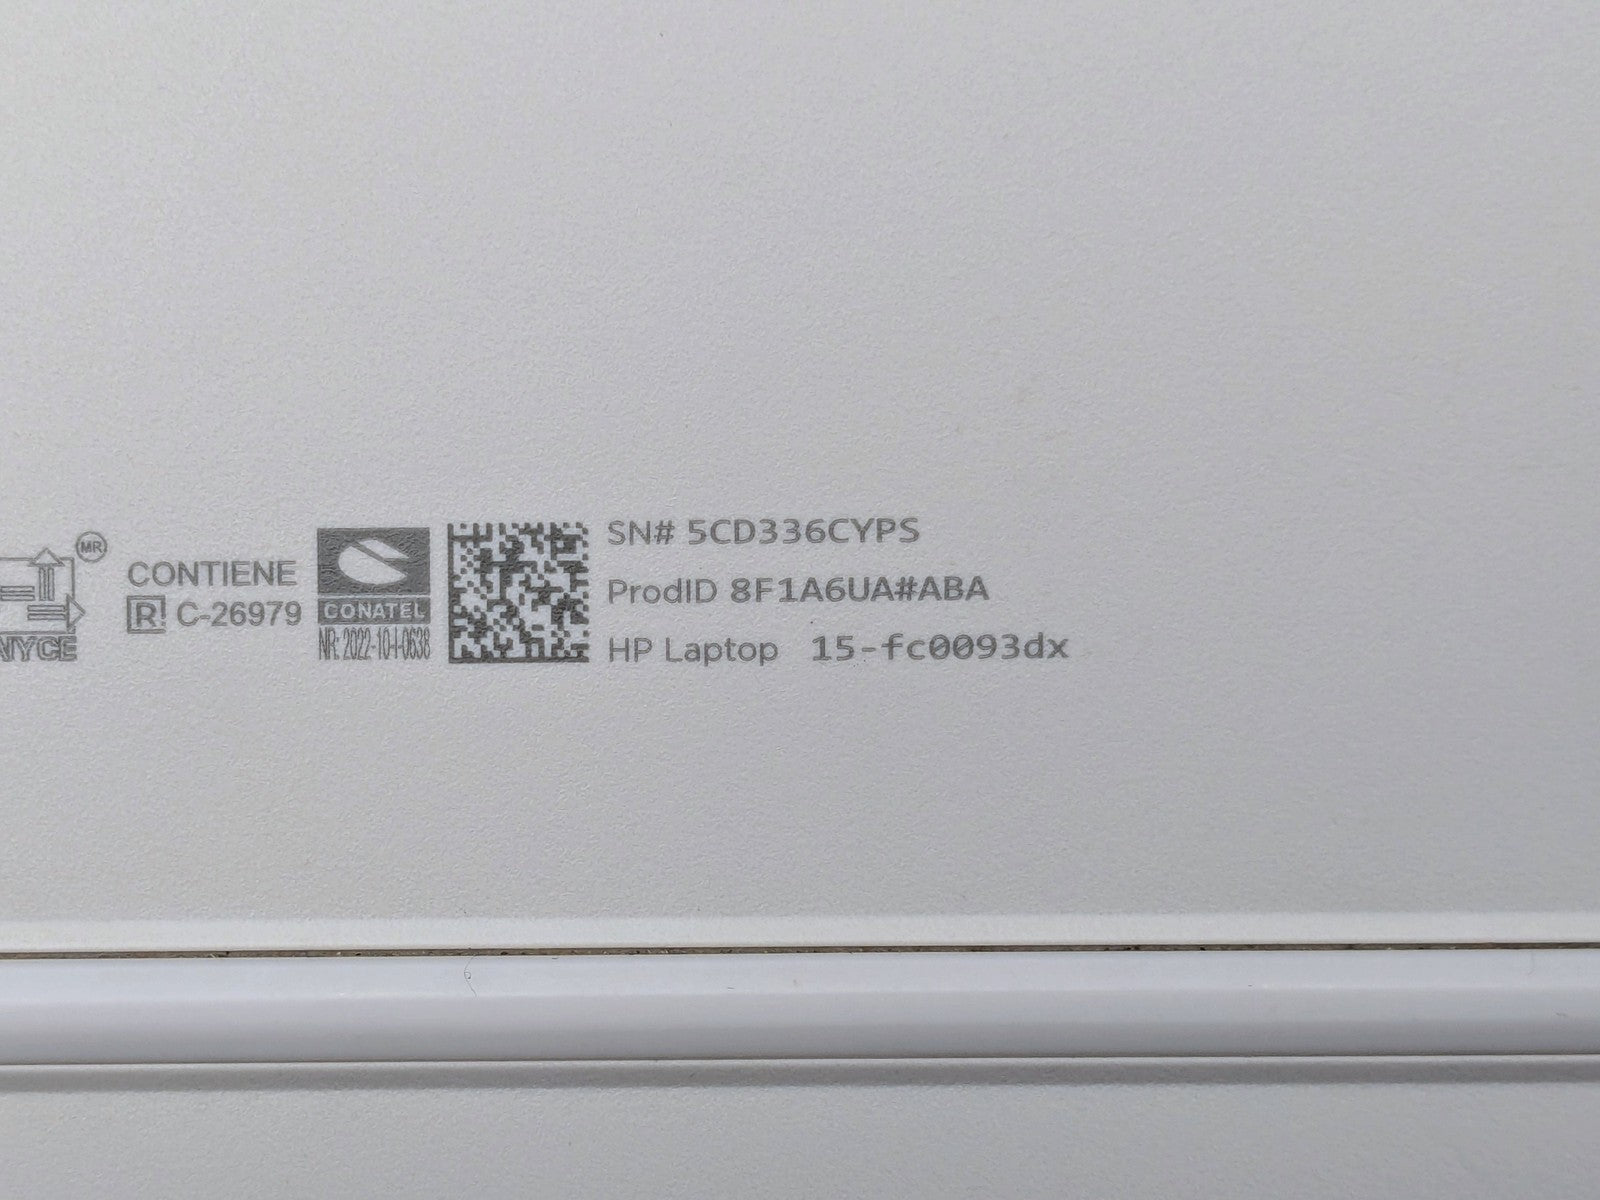 MR
NYCE
CONTIENE
R! C-26979
CONATEL
NR: 2022-10-I-0638
SN# 5CD336CYPS
ProdID 8F1A6UA#ABA
HP Laptop 15-fc0093dx